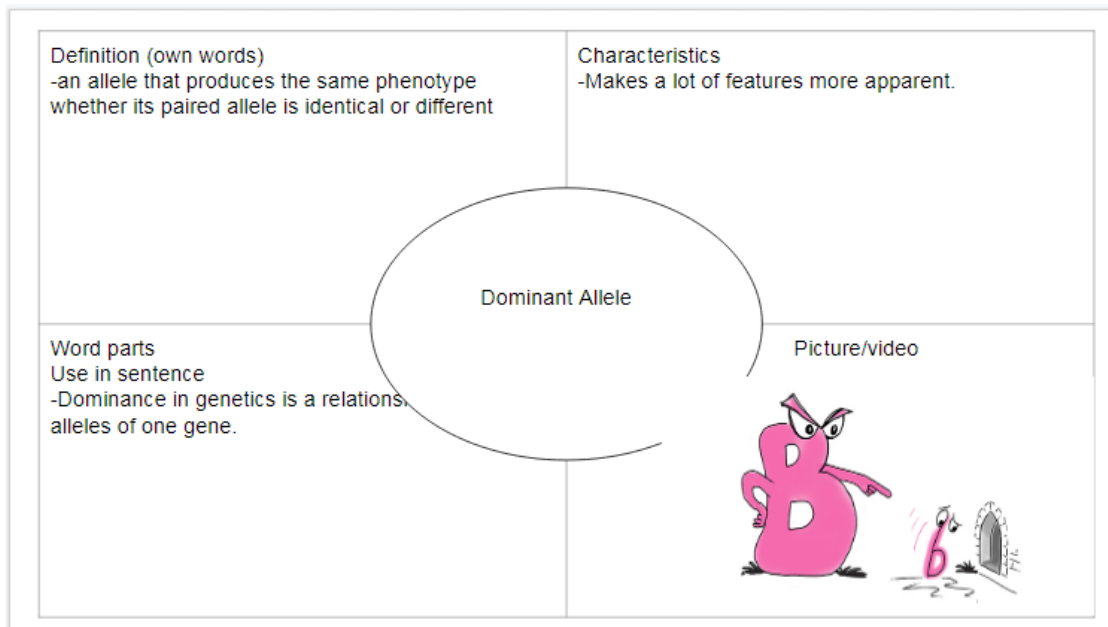 Definition (own words)
-an allele that produces the same phenotype
whether its paired allele is identical or different
Characteristics
-Makes a lot of features more apparent.
Dominant Allele
Word parts
Use in sentence
-Dominance in genetics is a
alleles of one gene.
Picture/video
B
b